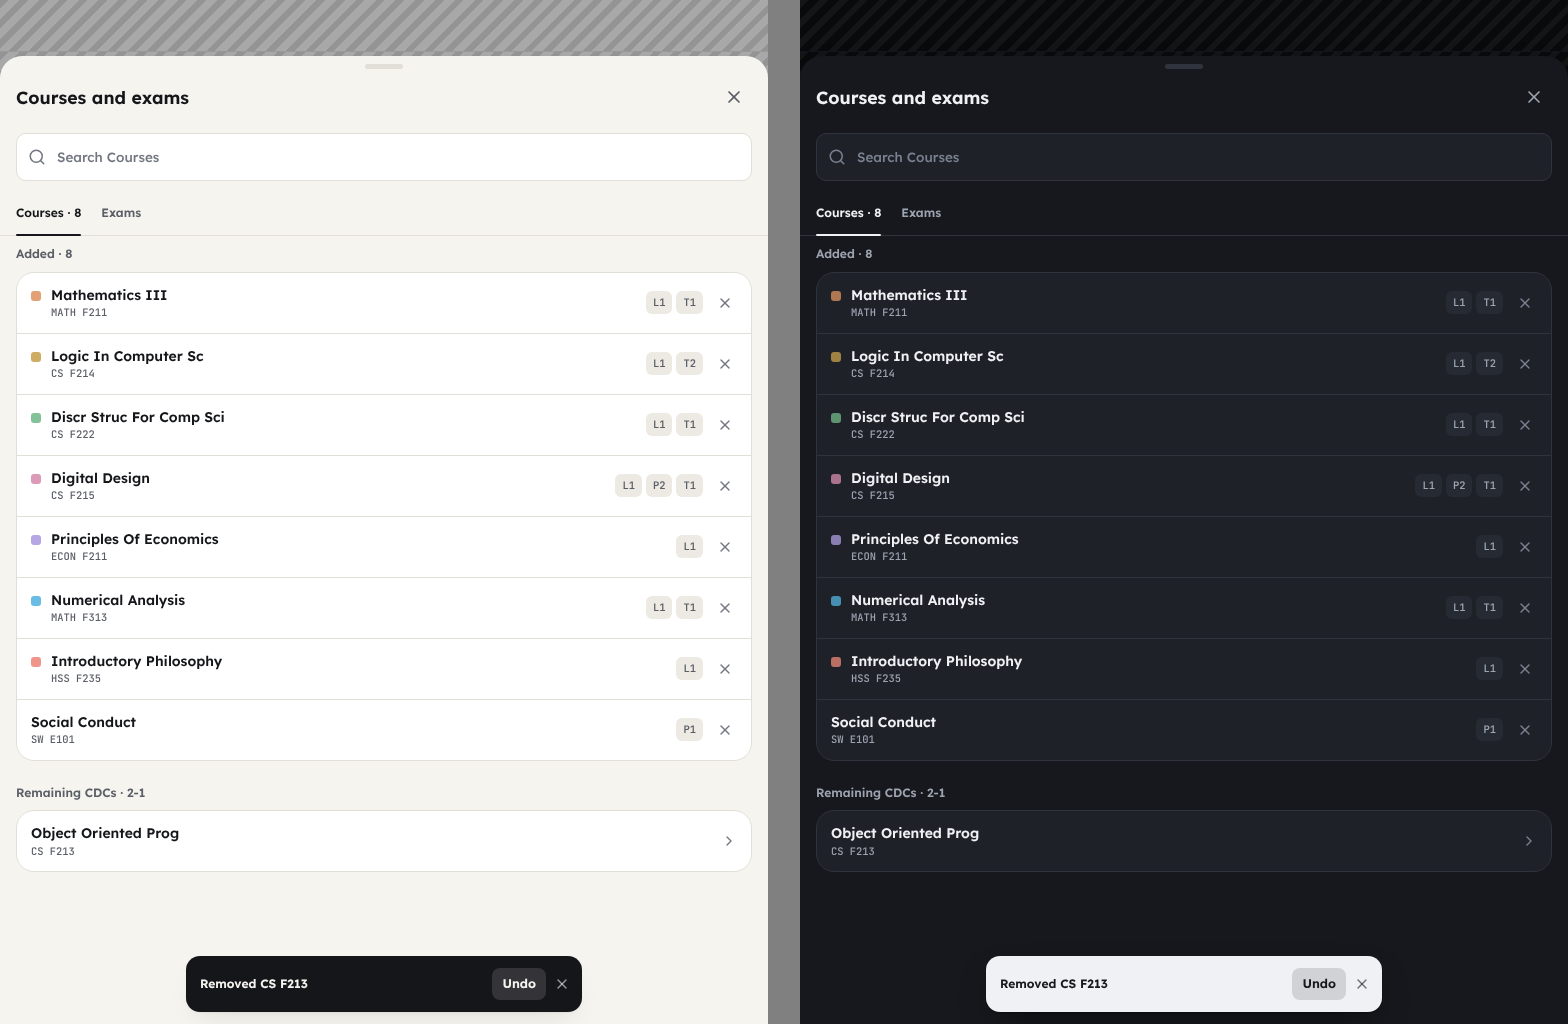 Courses and exams
Search Courses
Courses · 8
Exams
Added · 8
Mathematics III
MATH F211
L1
T1
Logic In Computer Sc
CS F214
L1
T2
Discr Struc For Comp Sci
CS F222
L1
T1
Digital Design
CS F215
L1
P2
T1
Principles Of Economics
ECON F211
L1
Numerical Analysis
MATH F313
L1
T1
Introductory Philosophy
HSS F235
L1
Social Conduct
SW E101
P1
Remaining CDCs · 2-1
Object Oriented Prog
CS F213
Removed CS F213
Undo
Courses and exams
Search Courses
Courses · 8
Exams
Added · 8
Mathematics III
MATH F211
L1
T1
Logic In Computer Sc
CS F214
L1
T2
Discr Struc For Comp Sci
CS F222
L1
T1
Digital Design
CS F215
L1
P2
T1
Principles Of Economics
ECON F211
L1
Numerical Analysis
MATH F313
L1
T1
Introductory Philosophy
HSS F235
L1
Social Conduct
SW E101
P1
Remaining CDCs · 2-1
Object Oriented Prog
CS F213
Removed CS F213
Undo